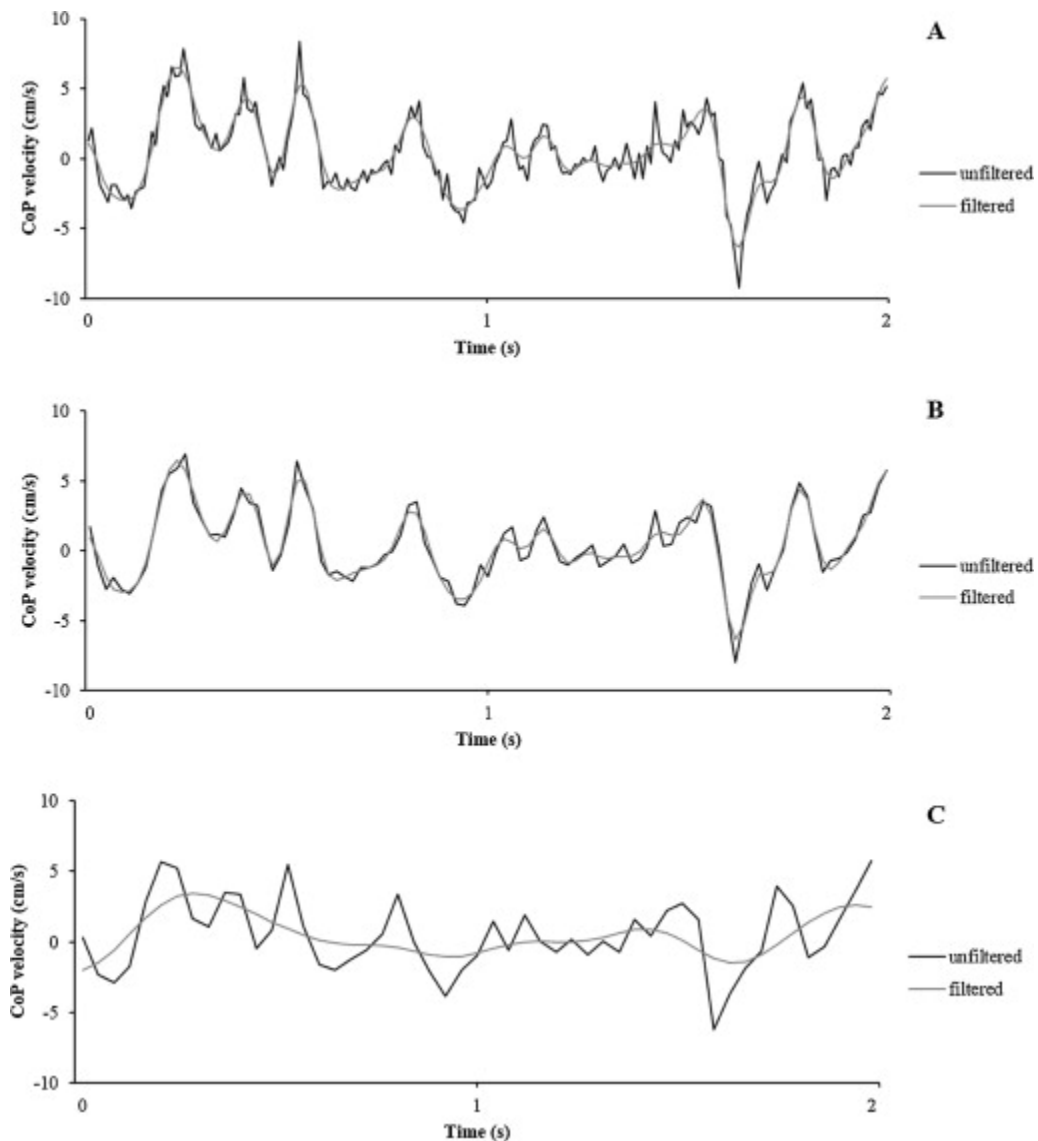 A
10
5
0
-5
-10
CoP velocity (cm/s)
0 1 2
Time (s)
unfiltered
filtered
B
10
5
0
-5
-10
CoP velocity (cm/s)
0 1 2
Time (s)
unfiltered
filtered
C
10
5
0
-5
-10
CoP velocity (cm/s)
0 1 2
Time (s)
unfiltered
filtered